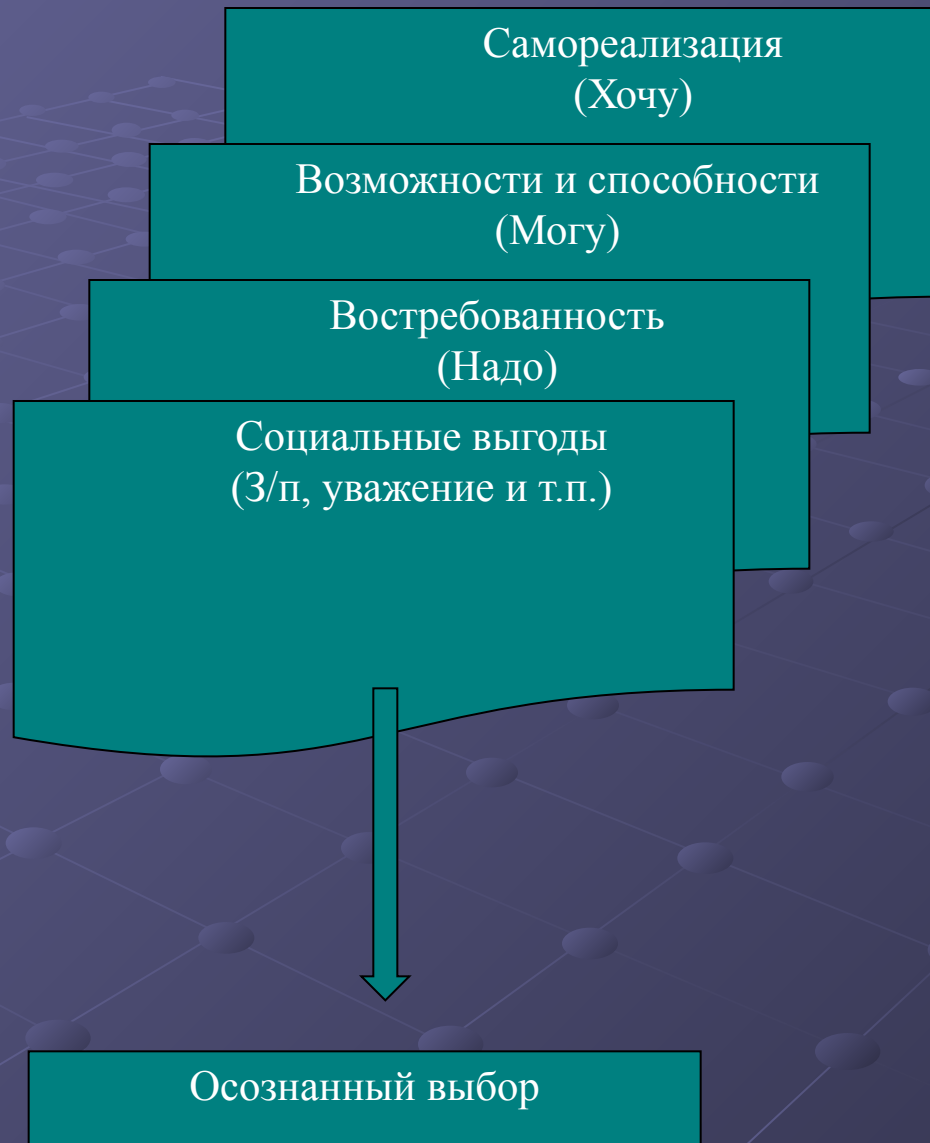 Самореализация
(Хочу)
Возможности и способности
(Могу)
Востребованность
(Надо)
Социальные выгоды
(З/п, уважение и т.п.)
Осознанный выбор